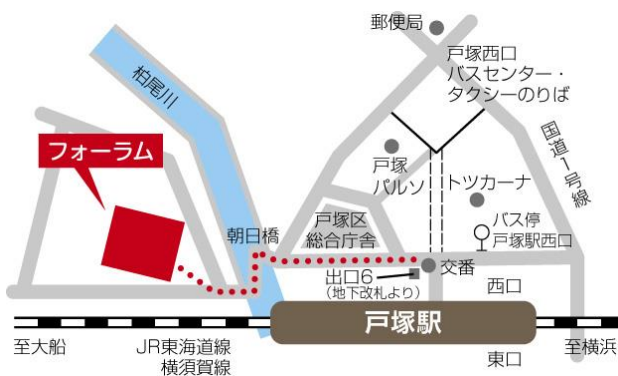 郵便局
戸塚西口
バスセンター・
タクシーのりば
柏尾川
国道1号線
フォーラム
戸塚
パルソ
トツカーナ
戸塚区
総合庁舎
バス停
戸塚駅西口
朝日橋
交番
出口6
(地下改札より)
西口
戸塚駅
至大船
JR東海道線
横須賀線
東口
至横浜